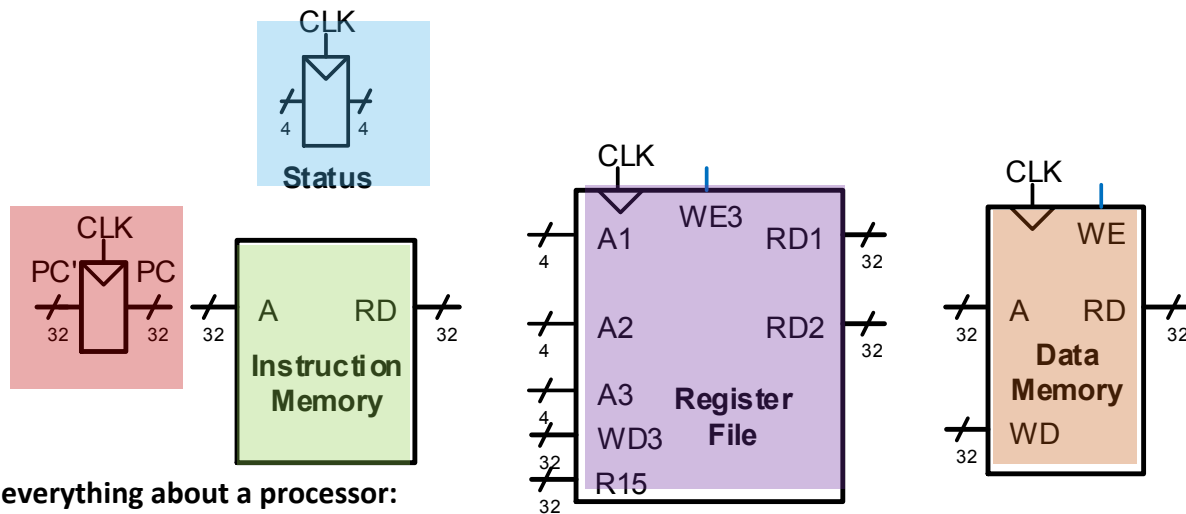 CLK
4 4
Status
CLK
PC' PC
32 32
32
A RD
32
Instruction
Memory
CLK
WE3
A1 RD1
4 32
A2 RD2
4 32
A3
4
Register
File
WD3
32
R15
32
CLK
WE
A RD
32 32
Data
Memory
WD
32
everything about a processor: